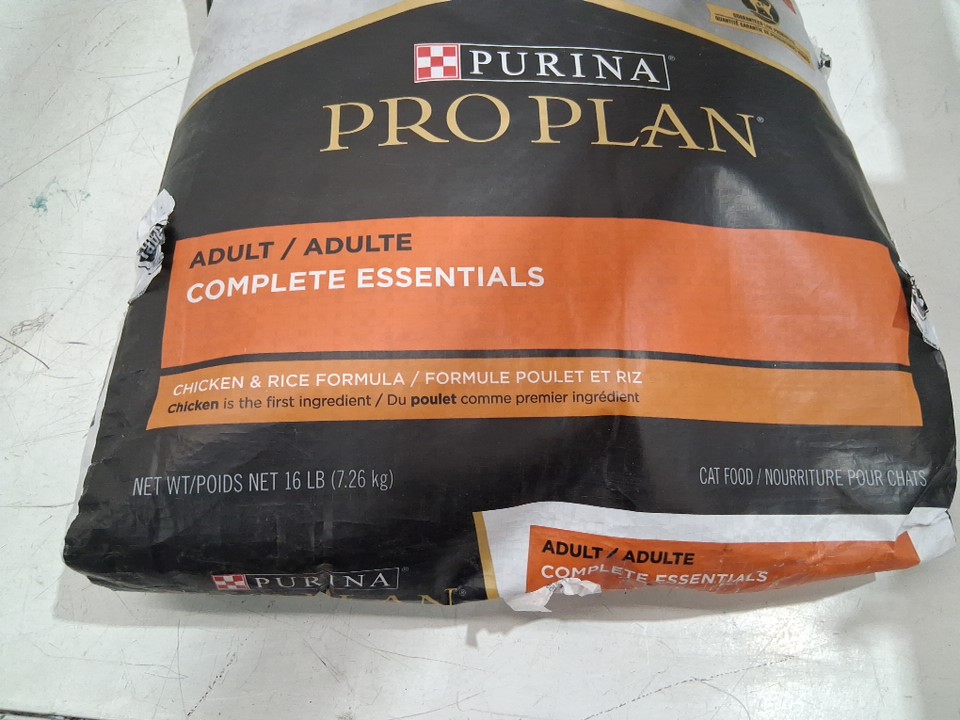 PURINA
PRO PLAN
ADULT / ADULTE
COMPLETE ESSENTIALS
CHICKEN & RICE FORMULA / FORMULE POULET ET RIZ
Chicken is the first ingredient / Du poulet comme premier ingrédient
NET WT/POIDS NET 16 LB (7.26 kg)
CAT FOOD / NOURRITURE POUR CHATS
ADULT / ADULTE
COMPLETE ESSENTIALS
PURINA
PLAN